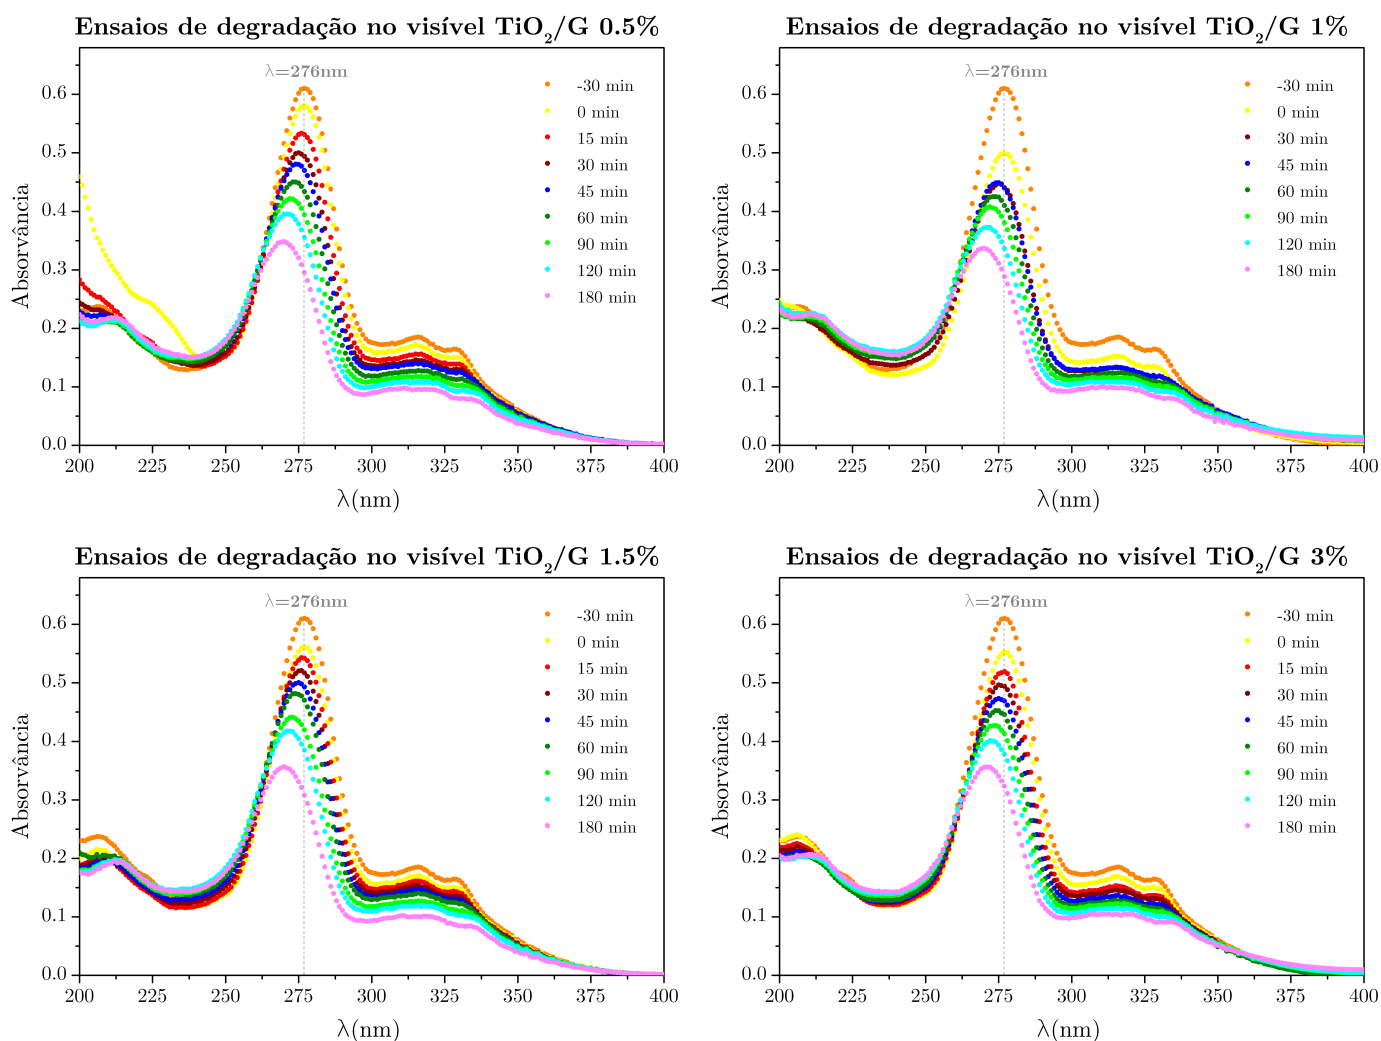 Ensaios de degradação no visível TiO₂/G 0.5%
λ=276nm
-30 min
0 min
15 min
30 min
45 min
60 min
90 min
120 min
180 min
Absorvância
0.6
0.5
0.4
0.3
0.2
0.1
0.0
200 225 250 275 300 325 350 375 400
λ(nm)
Ensaios de degradação no visível TiO₂/G 1%
λ=276nm
-30 min
0 min
30 min
45 min
60 min
90 min
120 min
180 min
Absorvância
0.6
0.5
0.4
0.3
0.2
0.1
0.0
200 225 250 275 300 325 350 375 400
λ(nm)
Ensaios de degradação no visível TiO₂/G 1.5%
λ=276nm
-30 min
0 min
15 min
30 min
45 min
60 min
90 min
120 min
180 min
Absorvância
0.6
0.5
0.4
0.3
0.2
0.1
0.0
200 225 250 275 300 325 350 375 400
λ(nm)
Ensaios de degradação no visível TiO₂/G 3%
λ=276nm
-30 min
0 min
15 min
30 min
45 min
60 min
90 min
120 min
180 min
Absorvância
0.6
0.5
0.4
0.3
0.2
0.1
0.0
200 225 250 275 300 325 350 375 400
λ(nm)